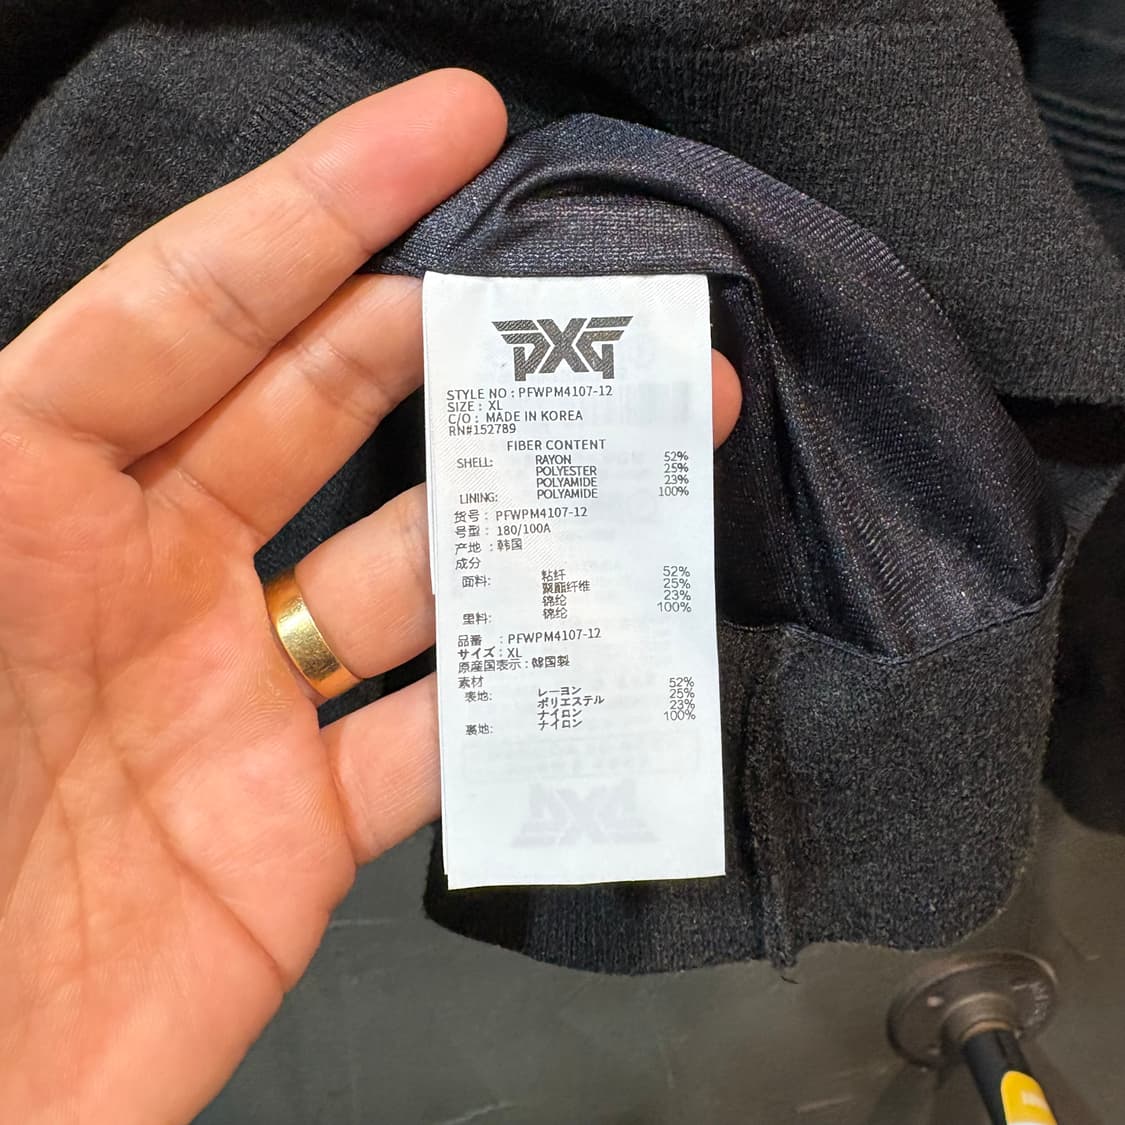 PXG
STYLE NO : PFWPM4107-12
SIZE : XL
C/O : MADE IN KOREA
RN#152789
FIBER CONTENT
SHELL: RAYON 52%
POLYESTER 25%
POLYAMIDE 23%
LINING: POLYAMIDE 100%
货号 : PFWPM4107-12
号型 : 180/100A
产地 : 韩国
成分
面料: 粘纤 52%
聚酯纤维 25%
锦纶 23%
里料: 锦纶 100%
品番 : PFWPM4107-12
サイズ : XL
原産国表示 : 韓国製
素材
表地: レーヨン 52%
ポリエステル 25%
ナイロン 23%
裏地: ナイロン 100%